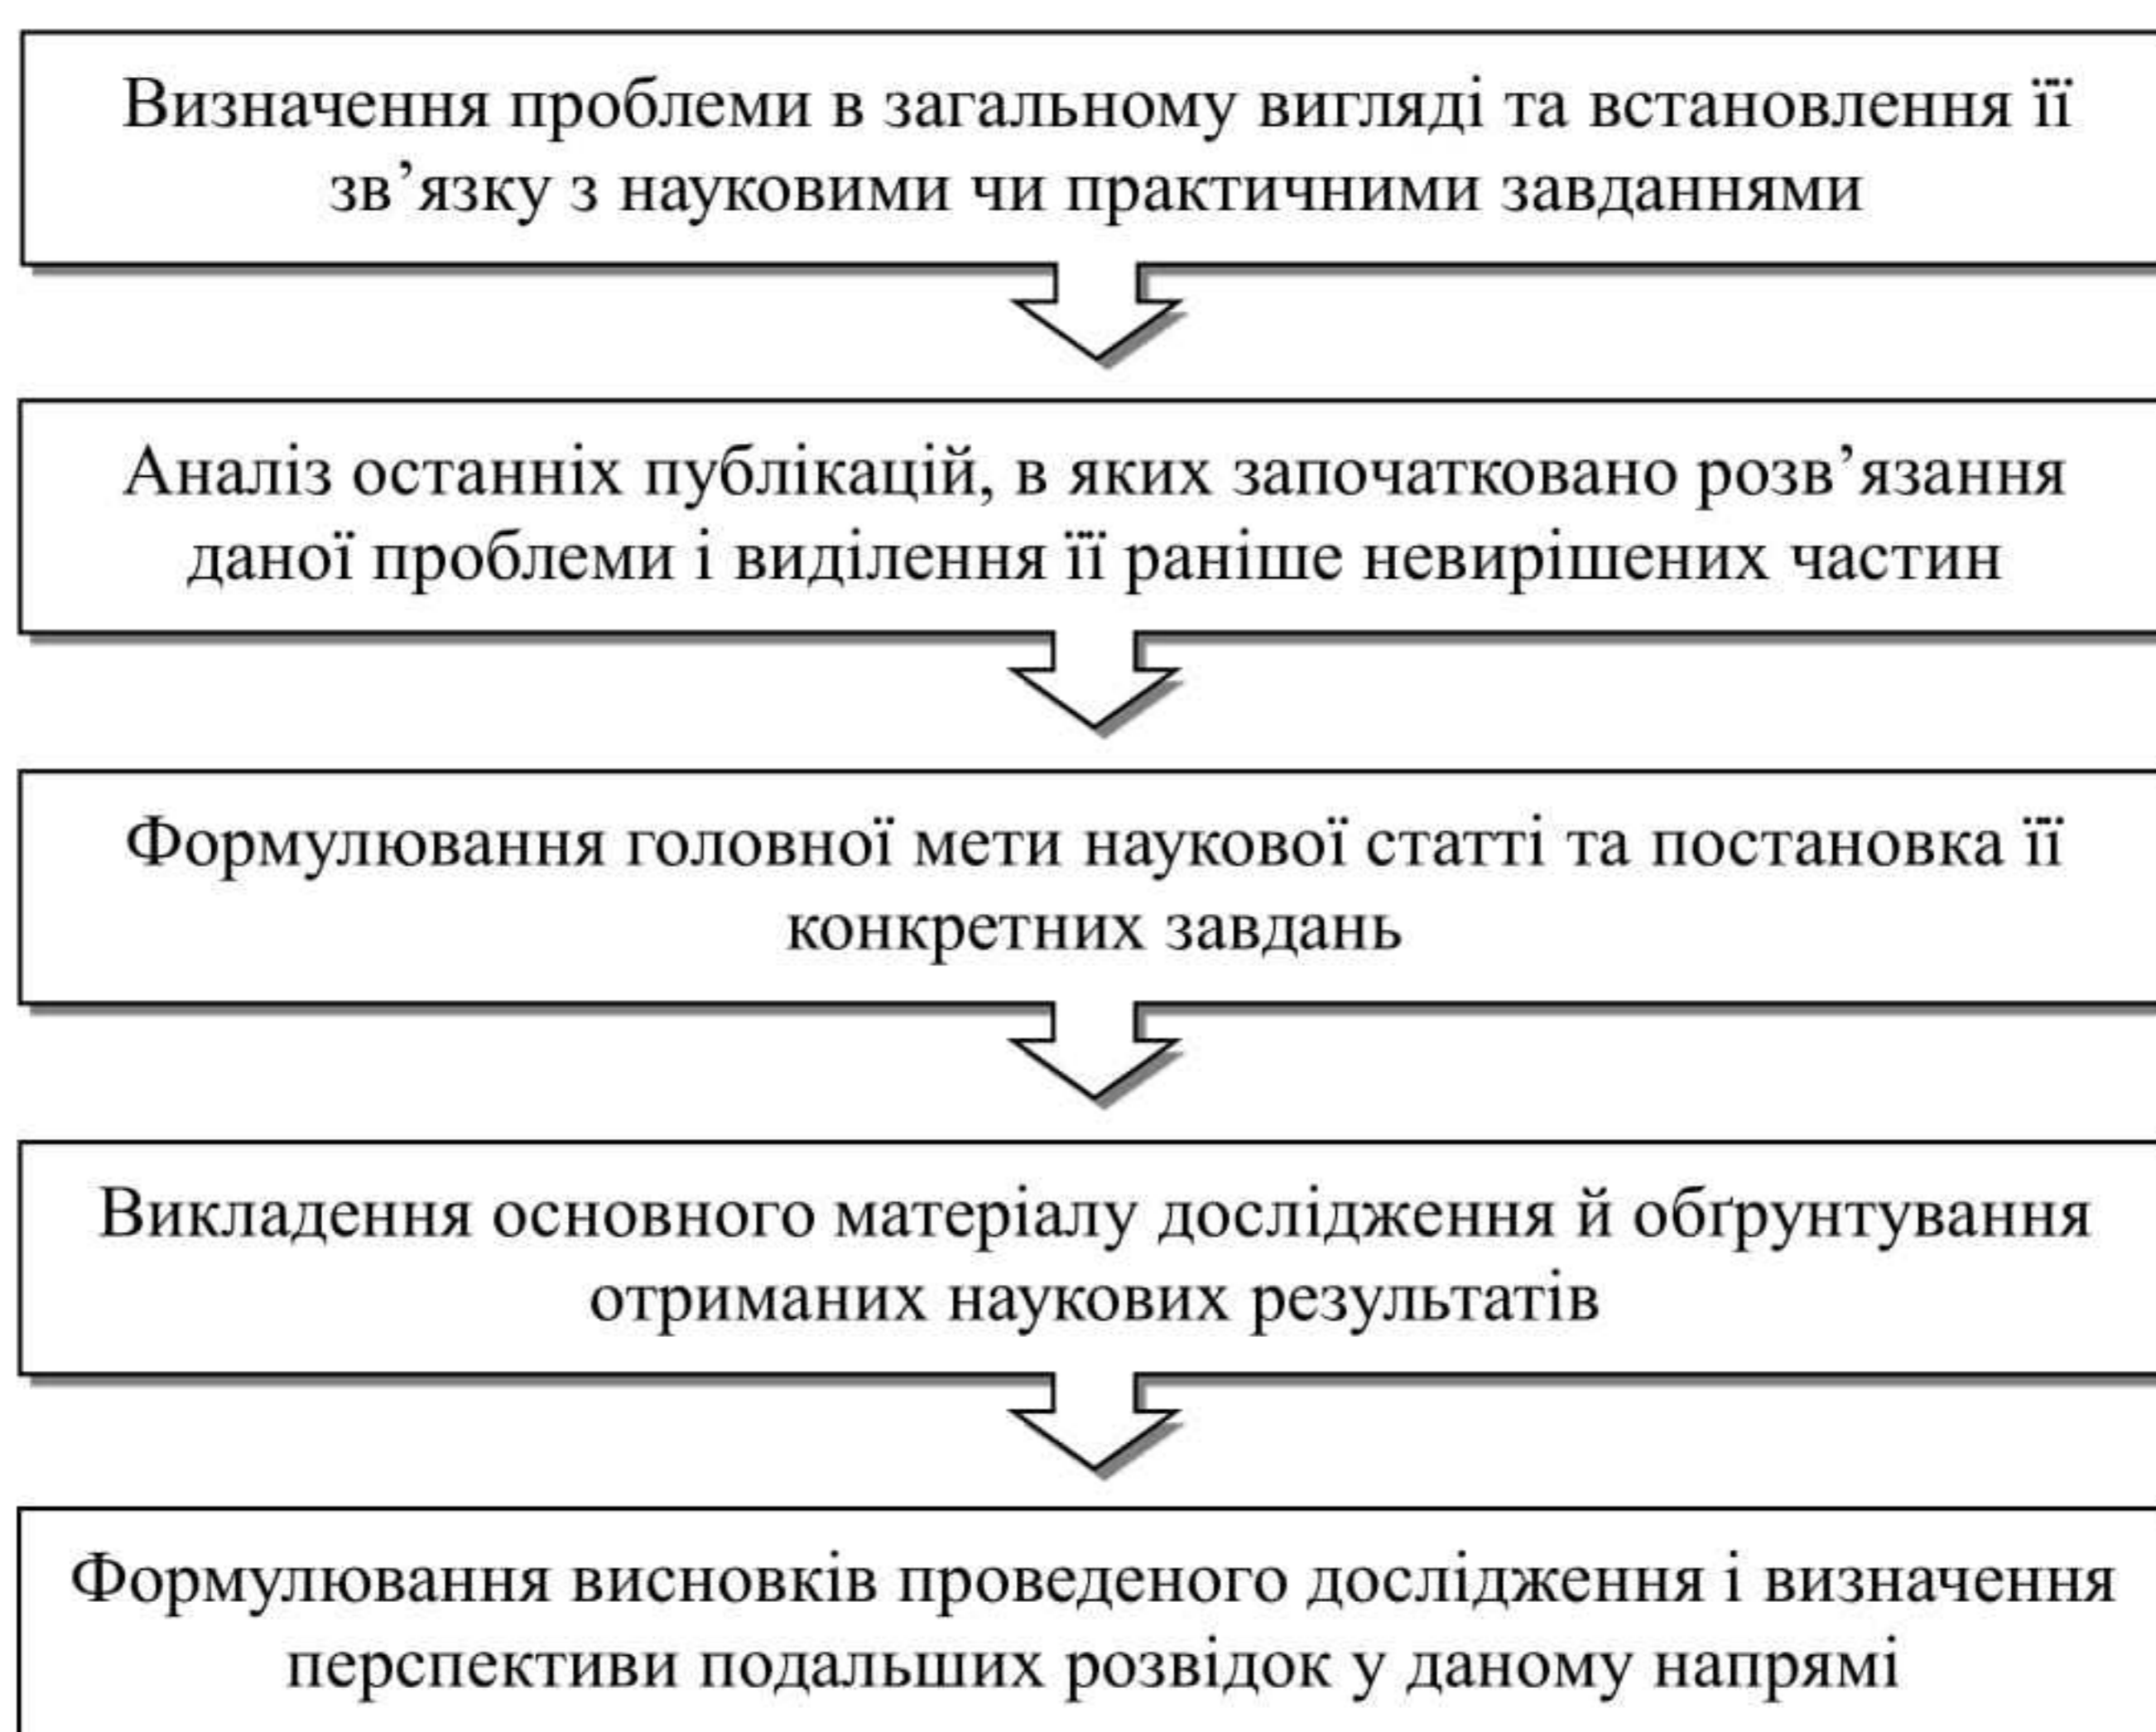 Визначення проблеми в загальному вигляді та встановлення її
зв’язку з науковими чи практичними завданнями
Аналіз останніх публікацій, в яких започатковано розв’язання
даної проблеми і виділення її раніше невирішених частин
Формулювання головної мети наукової статті та постановка її
конкретних завдань
Викладення основного матеріалу дослідження й обґрунтування
отриманих наукових результатів
Формулювання висновків проведеного дослідження і визначення
перспективи подальших розвідок у даному напрямі